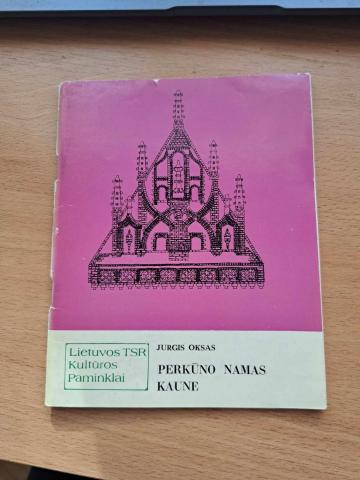 Lietuvos TSR
Kultūros
Paminklai
JURGIS OKSAS
PERKŪNO NAMAS
KAUNE